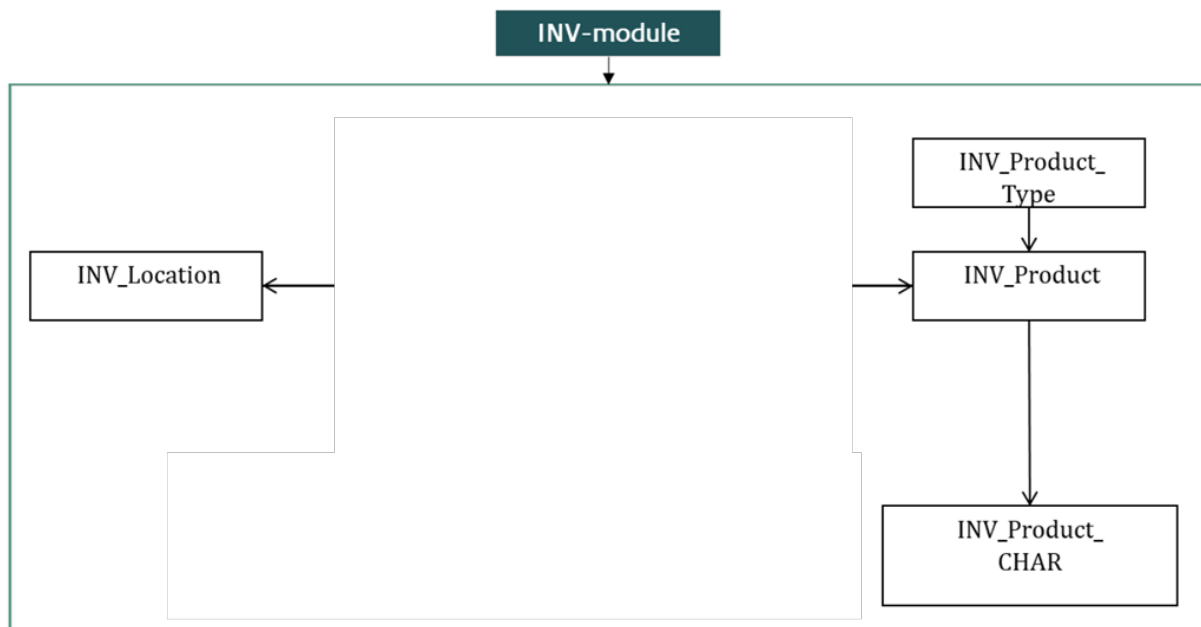 INV-module
INV_Product_
Type
INV_Location
INV_Product
INV_Product_
CHAR